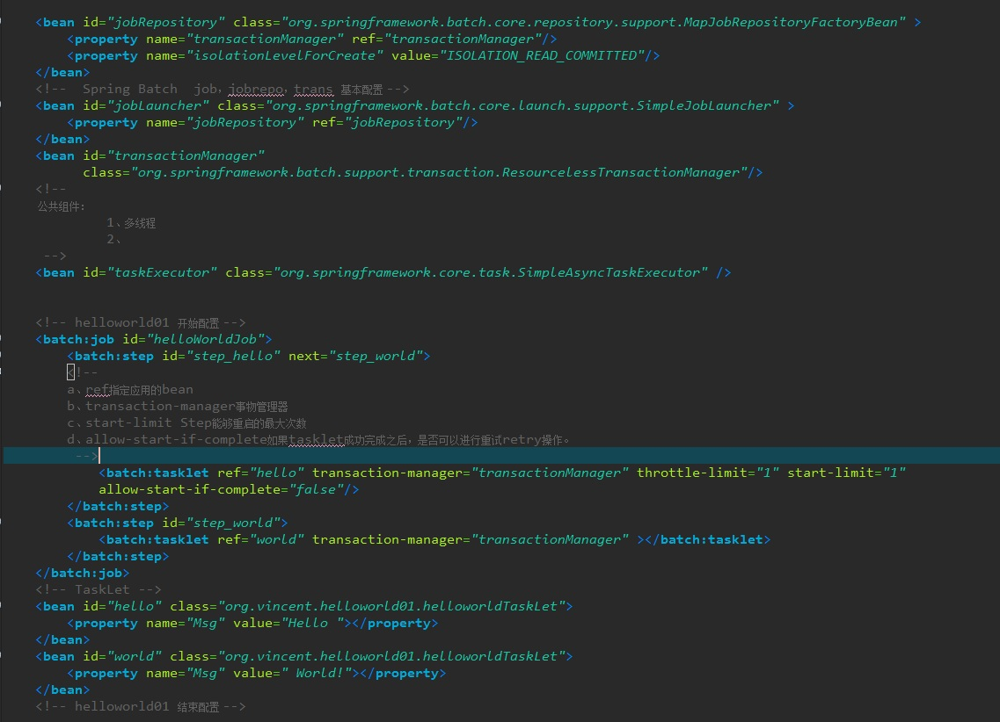 <bean id="jobRepository" class="org.springframework.batch.core.repository.support.MapJobRepositoryFactoryBean" >
<property name="transactionManager" ref="transactionManager"/>
<property name="isolationLevelForCreate" value="ISOLATION_READ_COMMITTED"/>
</bean>
<!-- Spring Batch job，jobrepo，trans 基本配置 -->
<bean id="jobLauncher" class="org.springframework.batch.core.launch.support.SimpleJobLauncher" >
<property name="jobRepository" ref="jobRepository"/>
</bean>
<bean id="transactionManager"
class="org.springframework.batch.support.transaction.ResourcelessTransactionManager"/>
<!--
公共组件：
1、多线程
2、
-->
<bean id="taskExecutor" class="org.springframework.core.task.SimpleAsyncTaskExecutor" />
<!-- helloworld01 开始配置 -->
<batch:job id="helloWorldJob">
<batch:step id="step_hello" next="step_world">
<!--
a、ref指定应用的bean
b、transaction-manager事物管理器
c、start-limit Step能够重启的最大次数
d、allow-start-if-complete如果tasklet成功完成之后，是否可以进行重试retry操作。
-->
<batch:tasklet ref="hello" transaction-manager="transactionManager" throttle-limit="1" start-limit="1"
allow-start-if-complete="false"/>
</batch:step>
<batch:step id="step_world">
<batch:tasklet ref="world" transaction-manager="transactionManager" ></batch:tasklet>
</batch:step>
</batch:job>
<!-- TaskLet -->
<bean id="hello" class="org.vincent.helloworld01.helloworldTaskLet">
<property name="Msg" value="Hello "></property>
</bean>
<bean id="world" class="org.vincent.helloworld01.helloworldTaskLet">
<property name="Msg" value=" World!"></property>
</bean>
<!-- helloworld01 结束配置 -->